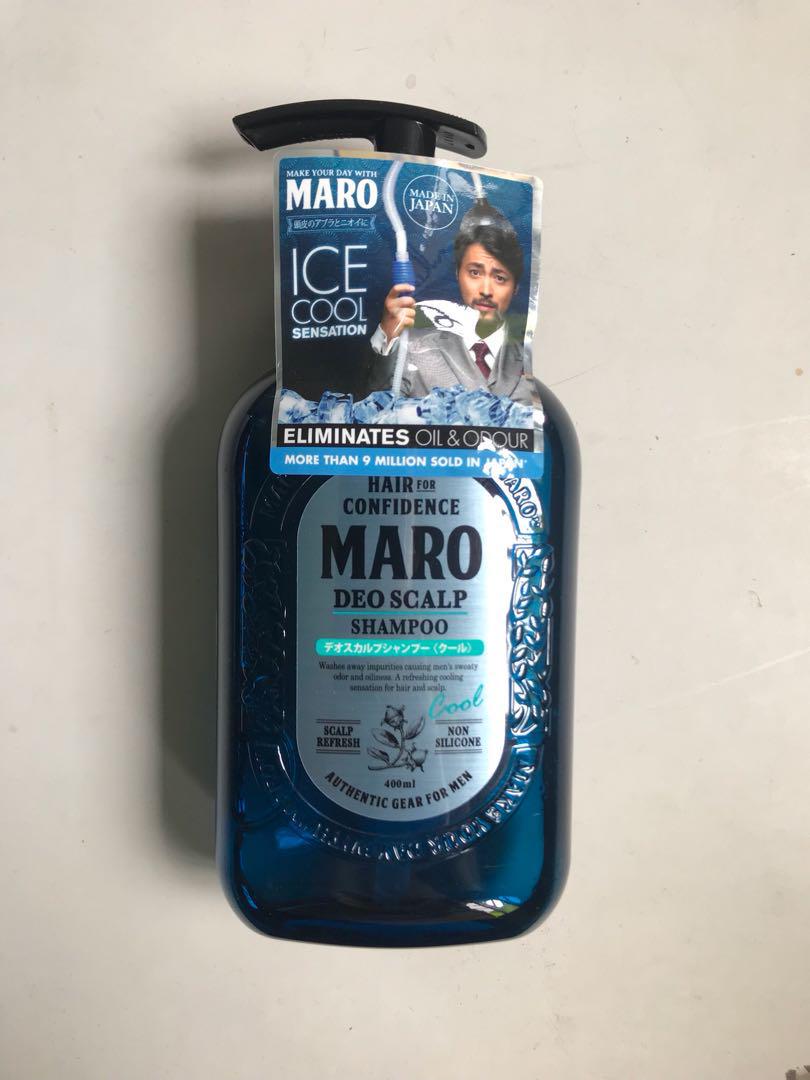 MAKE YOUR DAY WITH
MARO
頭皮のアブラとニオイに
MADE IN
JAPAN
ICE
COOL
SENSATION
ELIMINATES OIL & ODOUR
MORE THAN 9 MILLION SOLD IN JAPAN*
HAIR FOR
CONFIDENCE
MARO
DEO SCALP
SHAMPOO
デオスカルプシャンプー〈クール〉
Washes away impurities causing men's sweaty
odor and oiliness. A refreshing cooling
sensation for hair and scalp.
Cool
SCALP
REFRESH
NON
SILICONE
400ml
AUTHENTIC GEAR FOR MEN